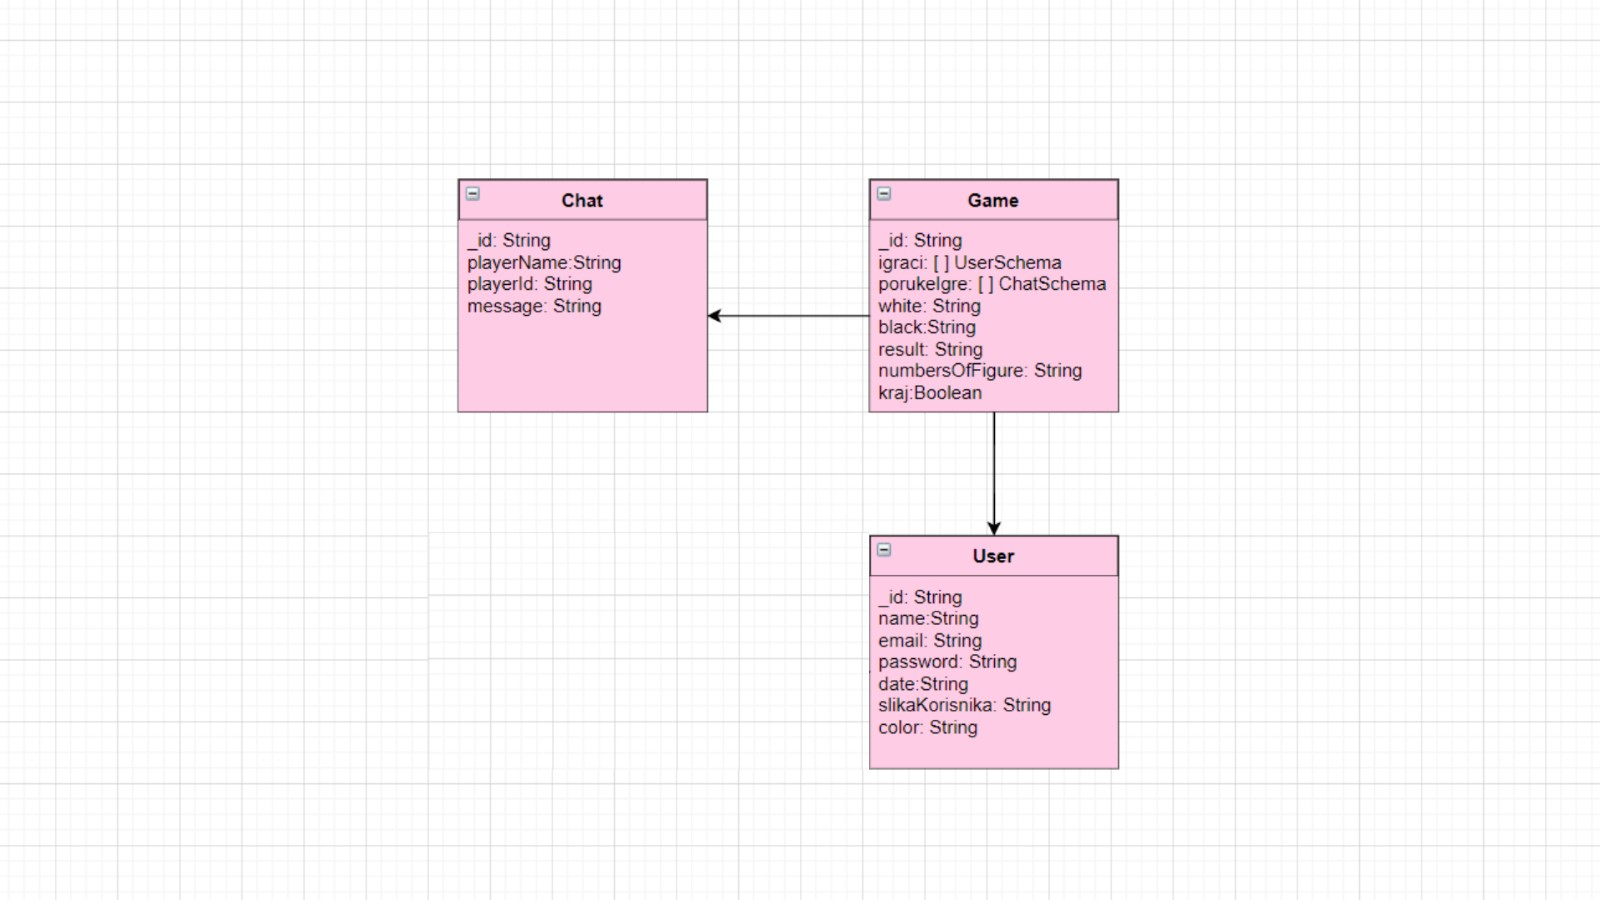 Chat
_id: String
playerName:String
playerId: String
message: String
Game
_id: String
igraci: [ ] UserSchema
porukeIgre: [ ] ChatSchema
white: String
black:String
result: String
numbersOfFigure: String
kraj:Boolean
User
_id: String
name:String
email: String
password: String
date:String
slikaKorisnika: String
color: String